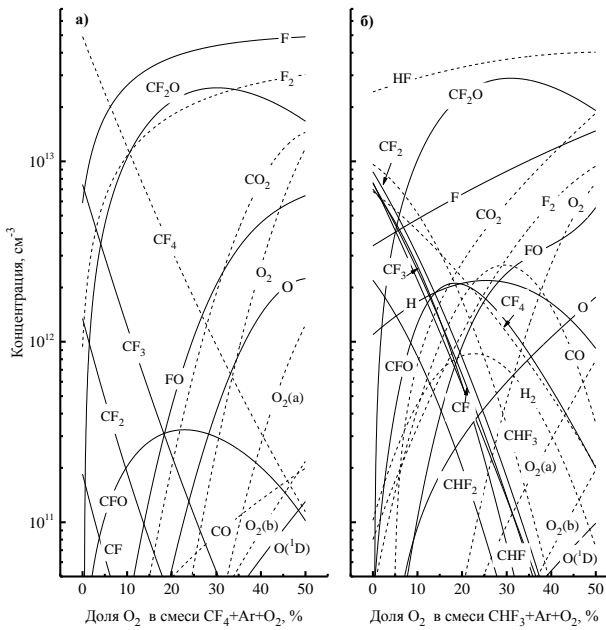 а)
F
F2
CF2O
CO2
CF4
O2
O
CF3
FO
CF2
O2(a)
CFO
CO
O2(b)
CF
O(1D)
б)
HF
CF2O
CF2
F
CO2
F2
O2
FO
CF3
H
CF4
O
CFO
CO
CF
H2
CHF3
CHF2
O2(a)
O2(b)
CHF
O(1D)
Концентрация, см-3
10^13
10^12
10^11
0 10 20 30 40 50
0 10 20 30 40 50
Доля O2 в смеси CF4+Ar+O2, %
Доля O2 в смеси CHF3+Ar+O2, %